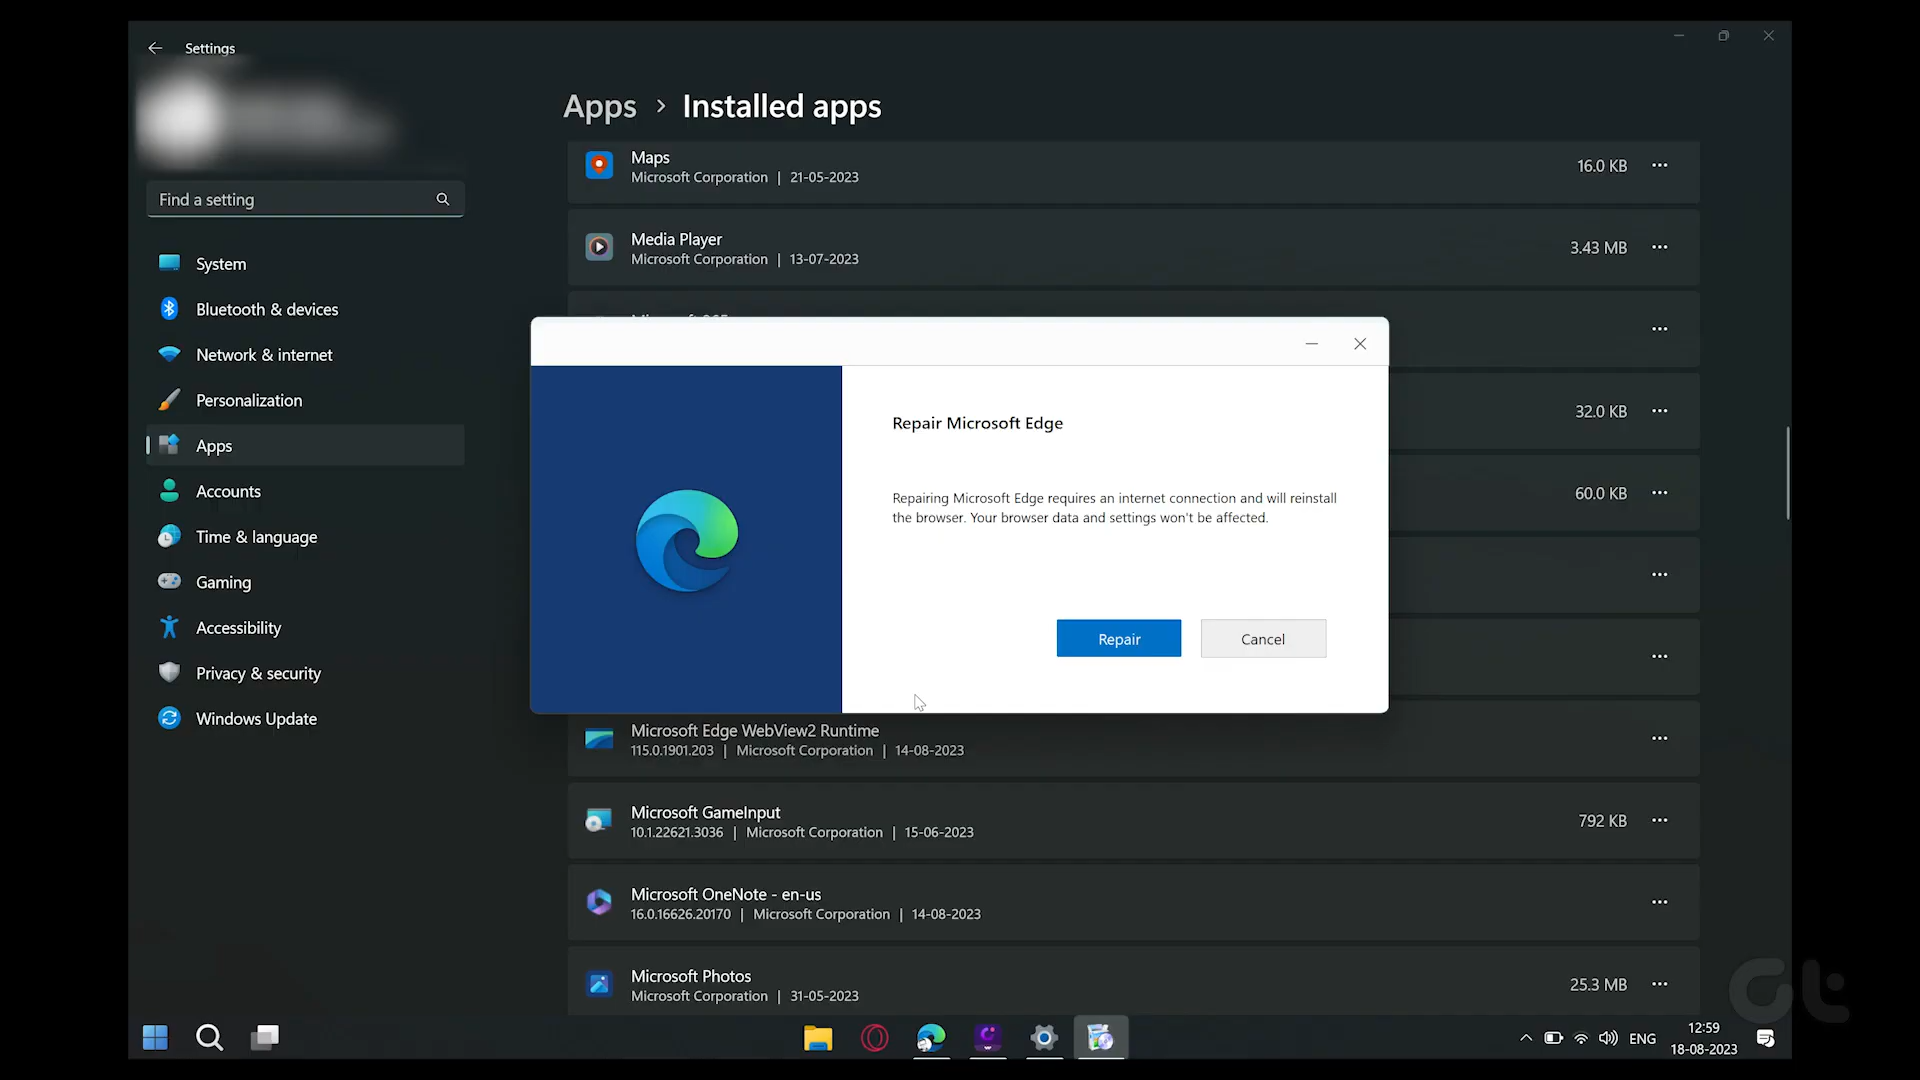 Settings
Find a setting
System
Bluetooth & devices
Network & internet
Personalization
Apps
Accounts
Time & language
Gaming
Accessibility
Privacy & security
Windows Update
Apps > Installed apps
Maps
Microsoft Corporation | 21-05-2023
16.0 KB
Media Player
Microsoft Corporation | 13-07-2023
3.43 MB
32.0 KB
60.0 KB
Repair Microsoft Edge
Repairing Microsoft Edge requires an internet connection and will reinstall
the browser. Your browser data and settings won't be affected.
Repair
Cancel
Microsoft Edge WebView2 Runtime
115.0.1901.203 | Microsoft Corporation | 14-08-2023
Microsoft GameInput
10.1.22621.3036 | Microsoft Corporation | 15-06-2023
792 KB
Microsoft OneNote - en-us
16.0.16626.20170 | Microsoft Corporation | 14-08-2023
Microsoft Photos
Microsoft Corporation | 31-05-2023
25.3 MB
ENG
12:59
18-08-2023
Gt